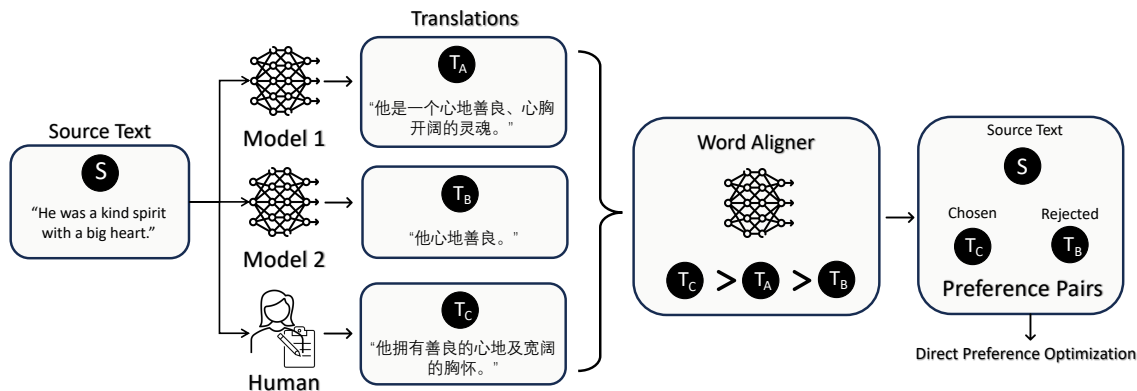 Source Text
S
“He was a kind spirit
with a big heart.”
Model 1
Model 2
Human
Translations
TA
“他是一个心地善良、心胸
开阔的灵魂。”
TB
“他心地善良。”
TC
“他拥有善良的心地及宽阔
的胸怀。”
Word Aligner
TC > TA > TB
Source Text
S
Chosen Rejected
TC TB
Preference Pairs
Direct Preference Optimization